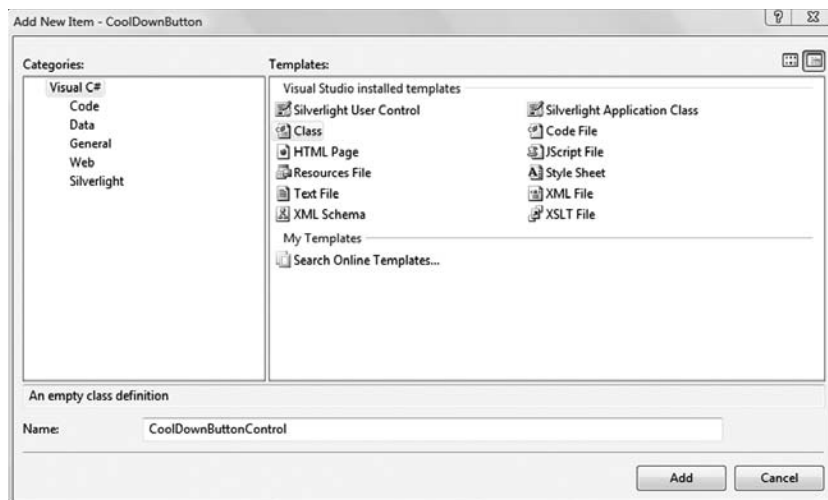 Add New Item - CoolDownButton
Categories:
Visual C#
Code
Data
General
Web
Silverlight
Templates:
Visual Studio installed templates
Silverlight User Control
Silverlight Application Class
Class
Code File
HTML Page
JScript File
Resources File
Style Sheet
Text File
XML File
XML Schema
XSLT File
My Templates
Search Online Templates...
An empty class definition
Name:
CoolDownButtonControl
Add
Cancel